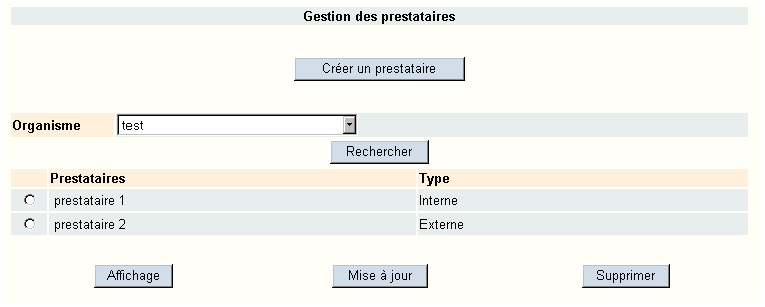 Gestion des prestataires
Créer un prestataire
Organisme test
Rechercher
Prestataires Type
prestataire 1 Interne
prestataire 2 Externe
Affichage Mise à jour Supprimer